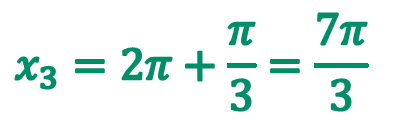 x₃ = 2π + π/3 = 7π/3